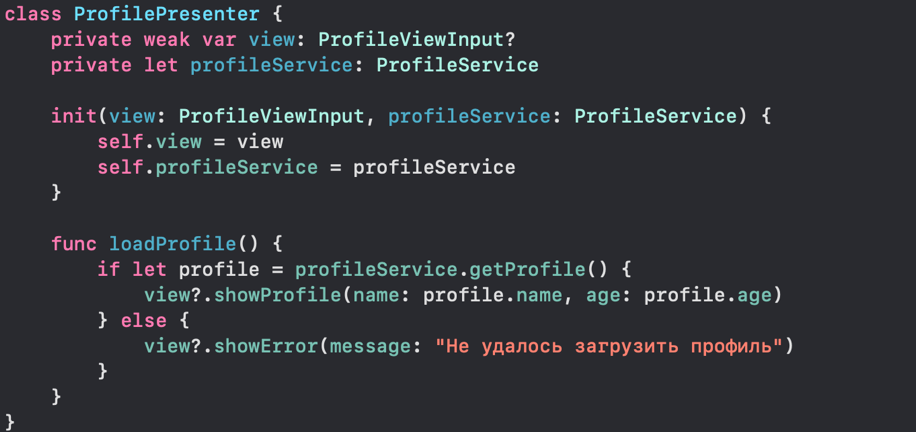 class ProfilePresenter {
    private weak var view: ProfileViewInput?
    private let profileService: ProfileService

    init(view: ProfileViewInput, profileService: ProfileService) {
        self.view = view
        self.profileService = profileService
    }

    func loadProfile() {
        if let profile = profileService.getProfile() {
            view?.showProfile(name: profile.name, age: profile.age)
        } else {
            view?.showError(message: "Не удалось загрузить профиль")
        }
    }
}